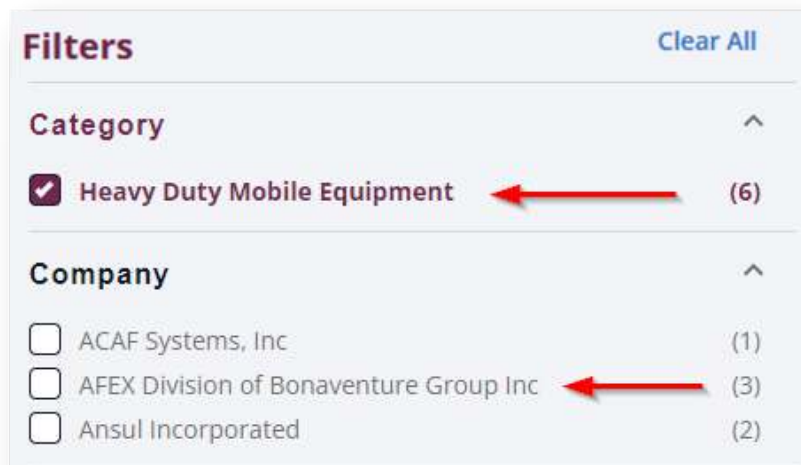 Filters Clear All
Category
Heavy Duty Mobile Equipment (6)
Company
ACAF Systems, Inc (1)
AFEX Division of Bonaventure Group Inc (3)
Ansul Incorporated (2)